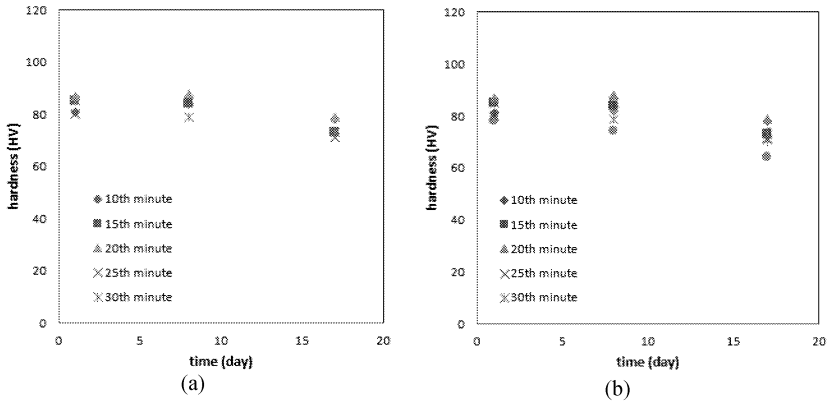 120
100
80
60
40
20
0
hardness (HV)
10th minute
15th minute
20th minute
25th minute
30th minute
0 5 10 15 20
time (day)
(a)
120
100
80
60
40
20
0
hardness (HV)
10th minute
15th minute
20th minute
25th minute
30th minute
0 5 10 15 20
time (day)
(b)